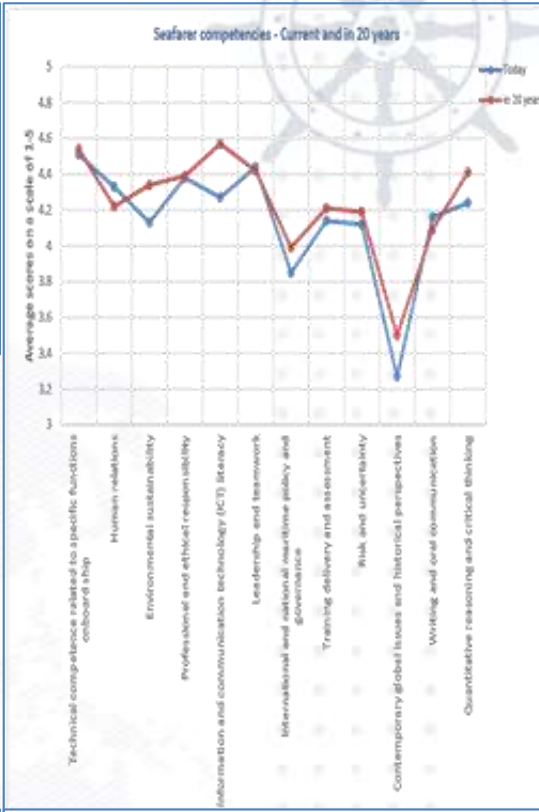 Seafarer competencies - Current and in 20 years
Today
in 20 years
Average scores on a scale of 1-5
5
4.8
4.6
4.4
4.2
4
3.8
3.6
3.4
3.2
3
Technical competence related to specific functions
onboard ship
Human relations
Environmental sustainability
Professional and ethical responsibility
Information and communication technology (ICT) literacy
Leadership and teamwork
International and national maritime policy and
governance
Training delivery and assessment
Risk and uncertainty
Contemporary global issues and historical perspectives
Writing and oral communication
Quantitative reasoning and critical thinking